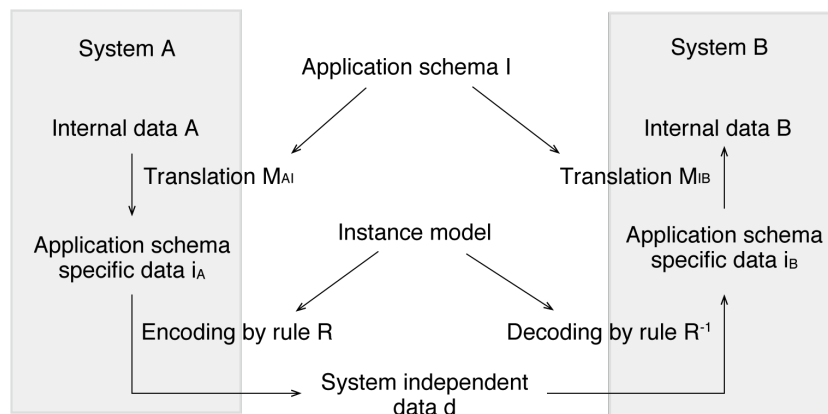 System A
System B
Application schema I
Internal data A
Internal data B
Translation MAI
Translation MIB
Application schema
specific data iA
Instance model
Application schema
specific data iB
Encoding by rule R
Decoding by rule R-1
System independent
data d